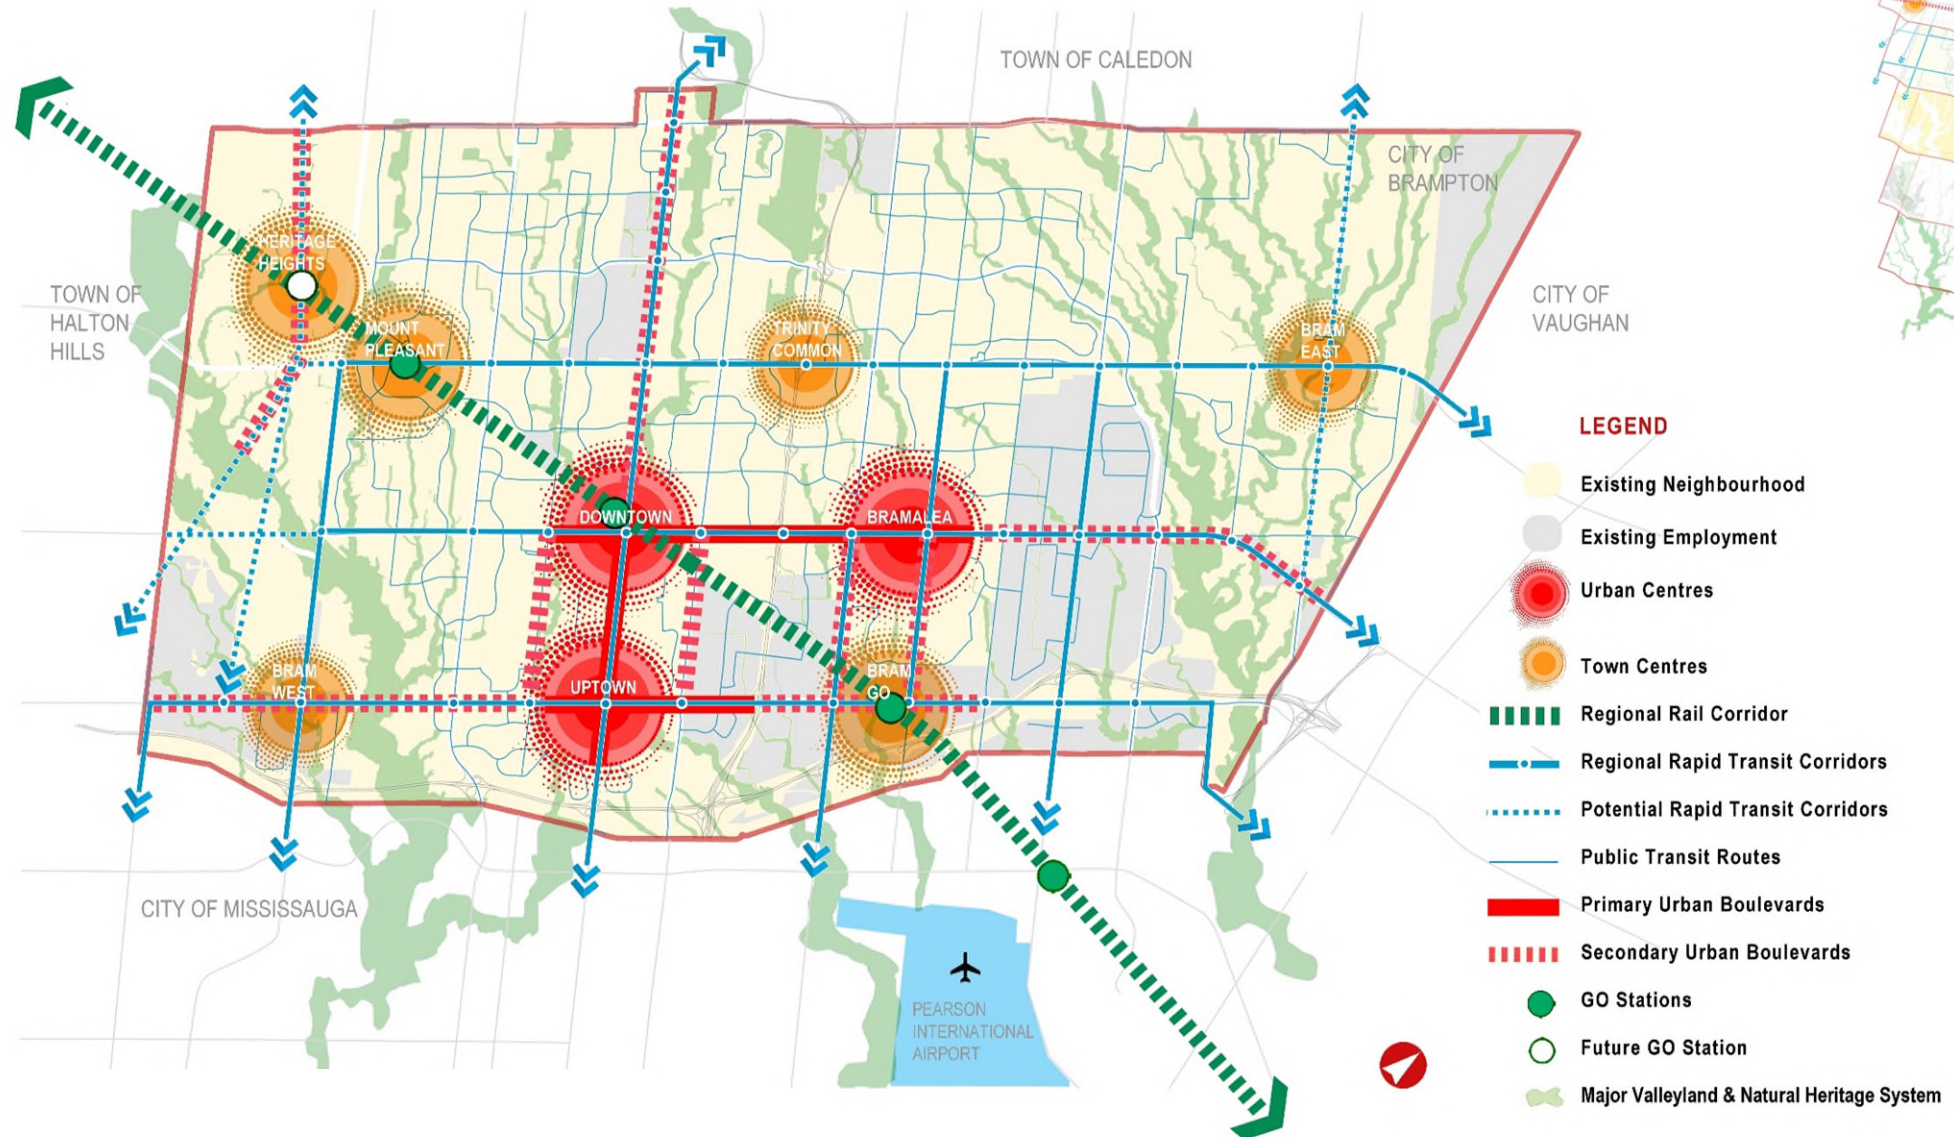 TOWN OF CALEDON
CITY OF
BRAMPTON
HERITAGE
HEIGHTS
TOWN OF
HALTON
HILLS
MOUNT
PLEASANT
TRINITY
COMMON
BRAM
EAST
CITY OF
VAUGHAN
DOWNTOWN
BRAMALEA
BRAM
WEST
UPTOWN
BRAM
GO
CITY OF MISSISSAUGA
PEARSON
INTERNATIONAL
AIRPORT
LEGEND
Existing Neighbourhood
Existing Employment
Urban Centres
Town Centres
Regional Rail Corridor
Regional Rapid Transit Corridors
Potential Rapid Transit Corridors
Public Transit Routes
Primary Urban Boulevards
Secondary Urban Boulevards
GO Stations
Future GO Station
Major Valleyland & Natural Heritage System